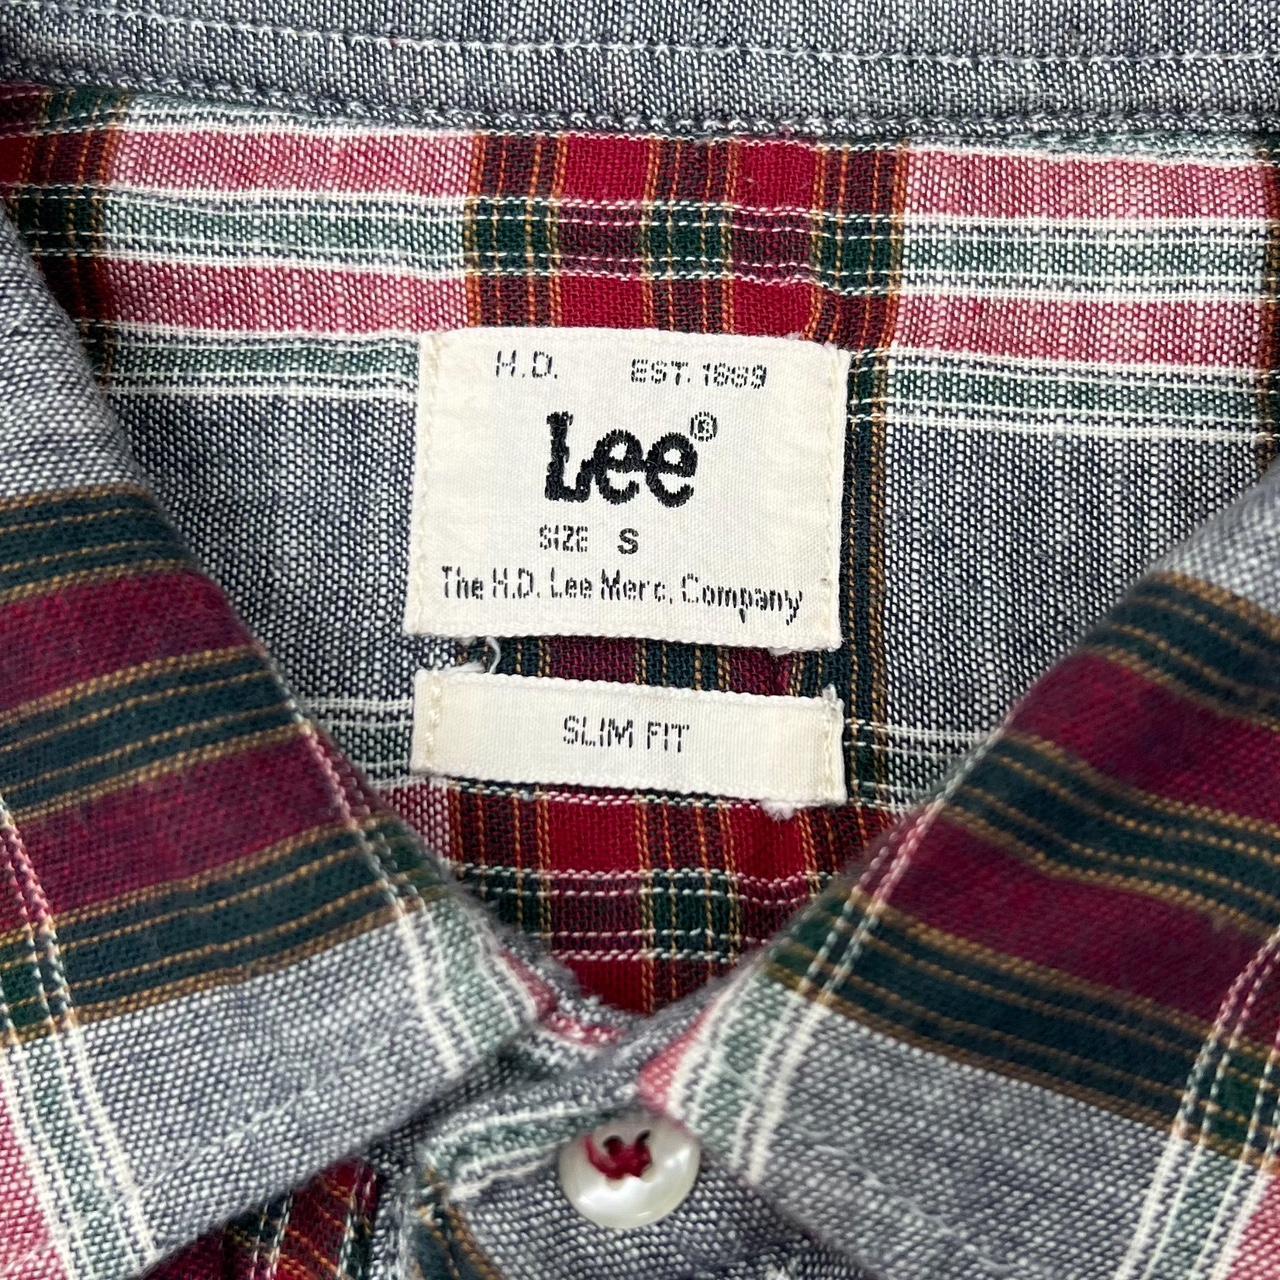 H.D. EST. 1889
Lee®
SIZE S
The H.D. Lee Merc. Company
SLIM FIT